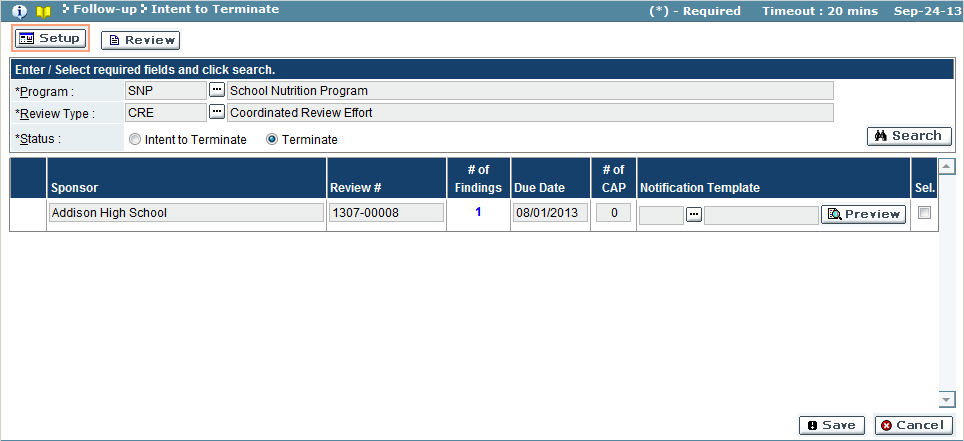 Follow-up Intent to Terminate (*) - Required Timeout : 20 mins Sep-24-13
Setup Review
Enter / Select required fields and click search.
*Program : SNP ... School Nutrition Program
*Review Type : CRE ... Coordinated Review Effort
*Status : Intent to Terminate Terminate Search
Sponsor Review # # of Findings Due Date # of CAP Notification Template Sel.
Addison High School 1307-00008 1 08/01/2013 0 ... Preview
Save Cancel